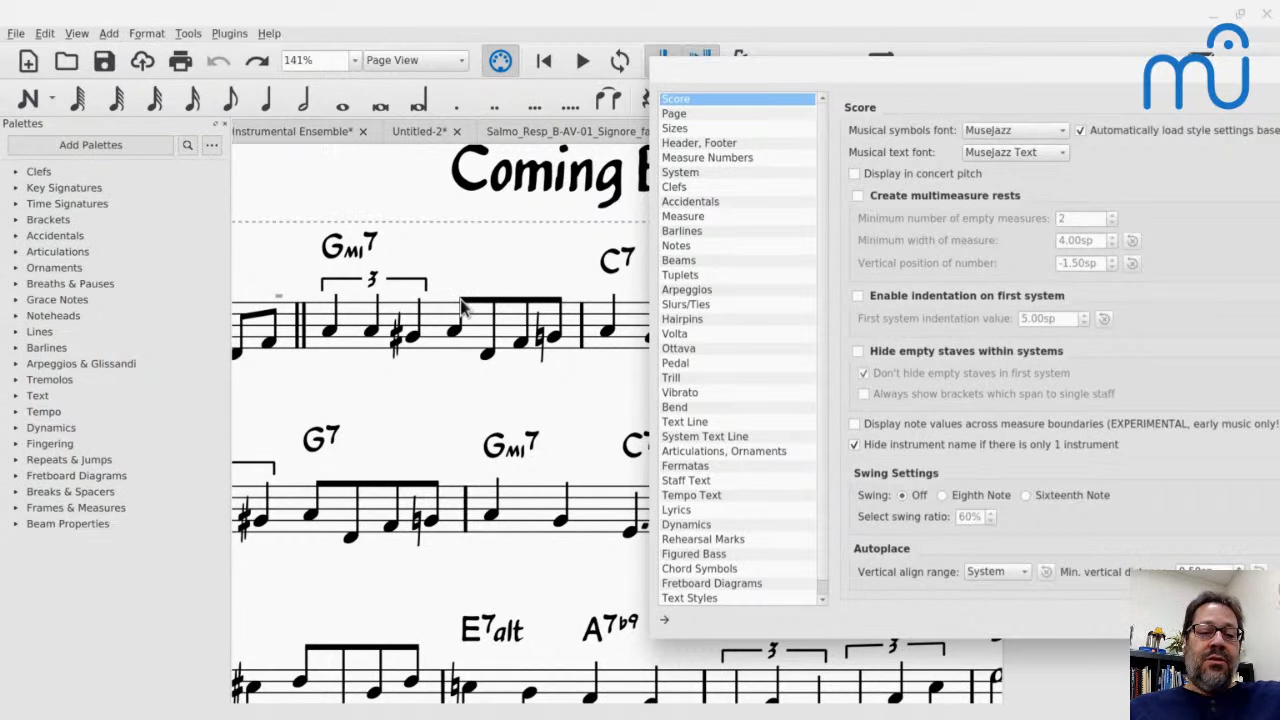 File Edit View Add Format Tools Plugins Help
141% Page View
Palettes
Instrumental Ensemble* Untitled-2* Salmo_Resp_B-AV-01_Signore_fa
Add Palettes
Clefs
Key Signatures
Time Signatures
Brackets
Accidentals
Articulations
Ornaments
Breaths & Pauses
Grace Notes
Noteheads
Lines
Barlines
Arpeggios & Glissandi
Tremolos
Text
Tempo
Dynamics
Fingering
Repeats & Jumps
Fretboard Diagrams
Breaks & Spacers
Frames & Measures
Beam Properties
Coming
GMI7 C7
3
G7 GMI7 C7
E7alt A7b9
3 3
Score
Page
Sizes
Header, Footer
Measure Numbers
System
Clefs
Accidentals
Measure
Barlines
Notes
Beams
Tuplets
Arpeggios
Slurs/Ties
Hairpins
Volta
Ottava
Pedal
Trill
Vibrato
Bend
Text Line
System Text Line
Articulations, Ornaments
Fermatas
Staff Text
Tempo Text
Lyrics
Dynamics
Rehearsal Marks
Figured Bass
Chord Symbols
Fretboard Diagrams
Text Styles
Score
Musical symbols font: MuseJazz Automatically load style settings base
Musical text font: MuseJazz Text
Display in concert pitch
Create multimeasure rests
Minimum number of empty measures: 2
Minimum width of measure: 4.00sp
Vertical position of number: -1.50sp
Enable indentation on first system
First system indentation value: 5.00sp
Hide empty staves within systems
Don't hide empty staves in first system
Always show brackets which span to single staff
Display note values across measure boundaries (EXPERIMENTAL, early music only!
Hide instrument name if there is only 1 instrument
Swing Settings
Swing: Off Eighth Note Sixteenth Note
Select swing ratio: 60%
Autoplace
Vertical align range: System Min. vertical di 0.50sp
mu